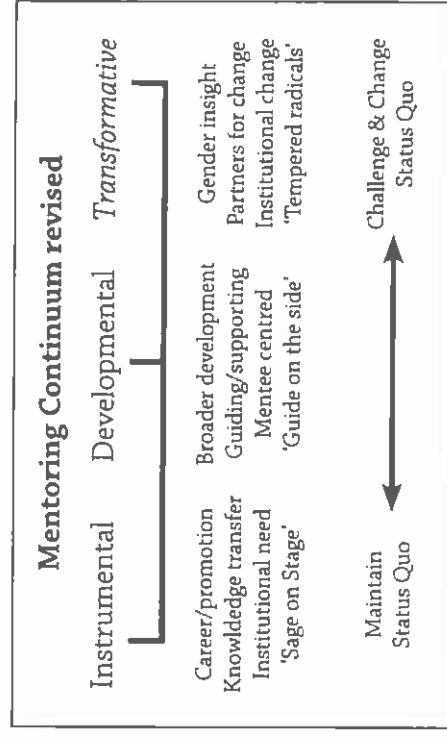 Mentoring Continuum revised
Instrumental
Developmental
Transformative
Career/promotion
Knowldedge transfer
Institutional need
'Sage on Stage'
Broader development
Guiding/supporting
Mentee centred
'Guide on the side'
Gender insight
Partners for change
Institutional change
'Tempered radicals'
Maintain
Status Quo
Challenge & Change
Status Quo